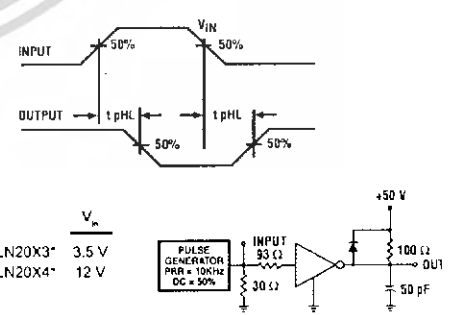 V_IN
INPUT
50%
50%
OUTPUT
t pHL
t pHL
50%
50%
V_in
LN20X3* 3.5 V
LN20X4* 12 V
+50 V
PULSE
GENERATOR
PRR = 10KHz
DC = 50%
INPUT
93 Ω
30 Ω
100 Ω
OUT
50 pF